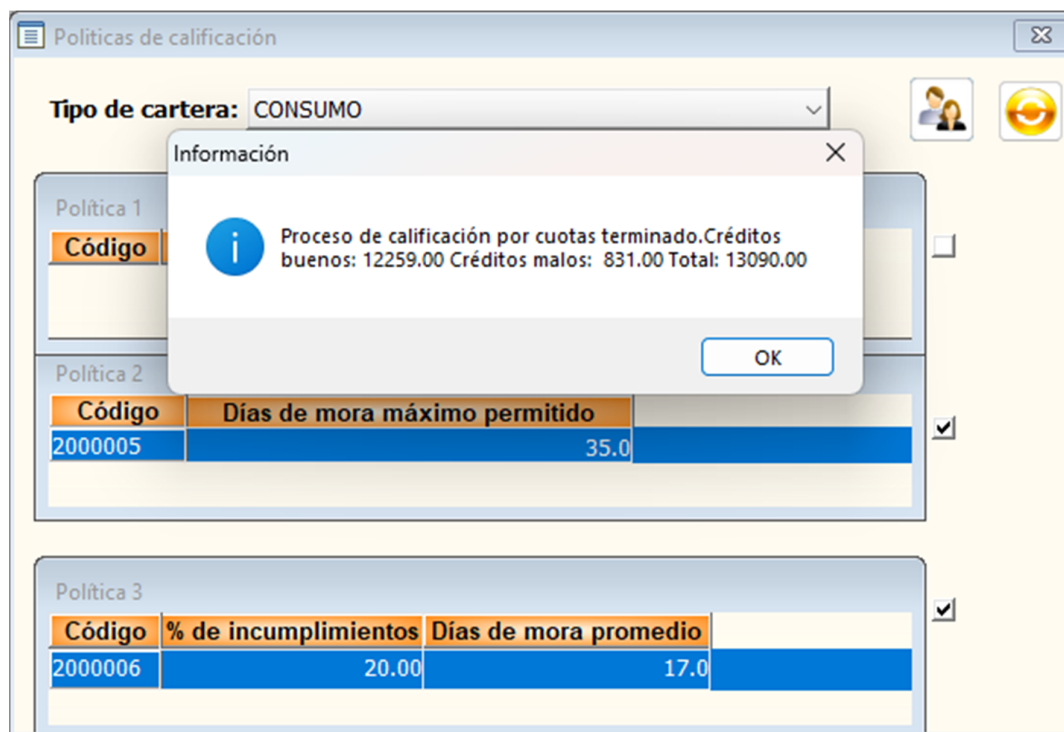 Politicas de calificación
Tipo de cartera: CONSUMO
Información
Proceso de calificación por cuotas terminado.Créditos
buenos: 12259.00 Créditos malos: 831.00 Total: 13090.00
OK
Política 1
Código
Política 2
Código Días de mora máximo permitido
2000005 35.0
Política 3
Código % de incumplimientos Días de mora promedio
2000006 20.00 17.0